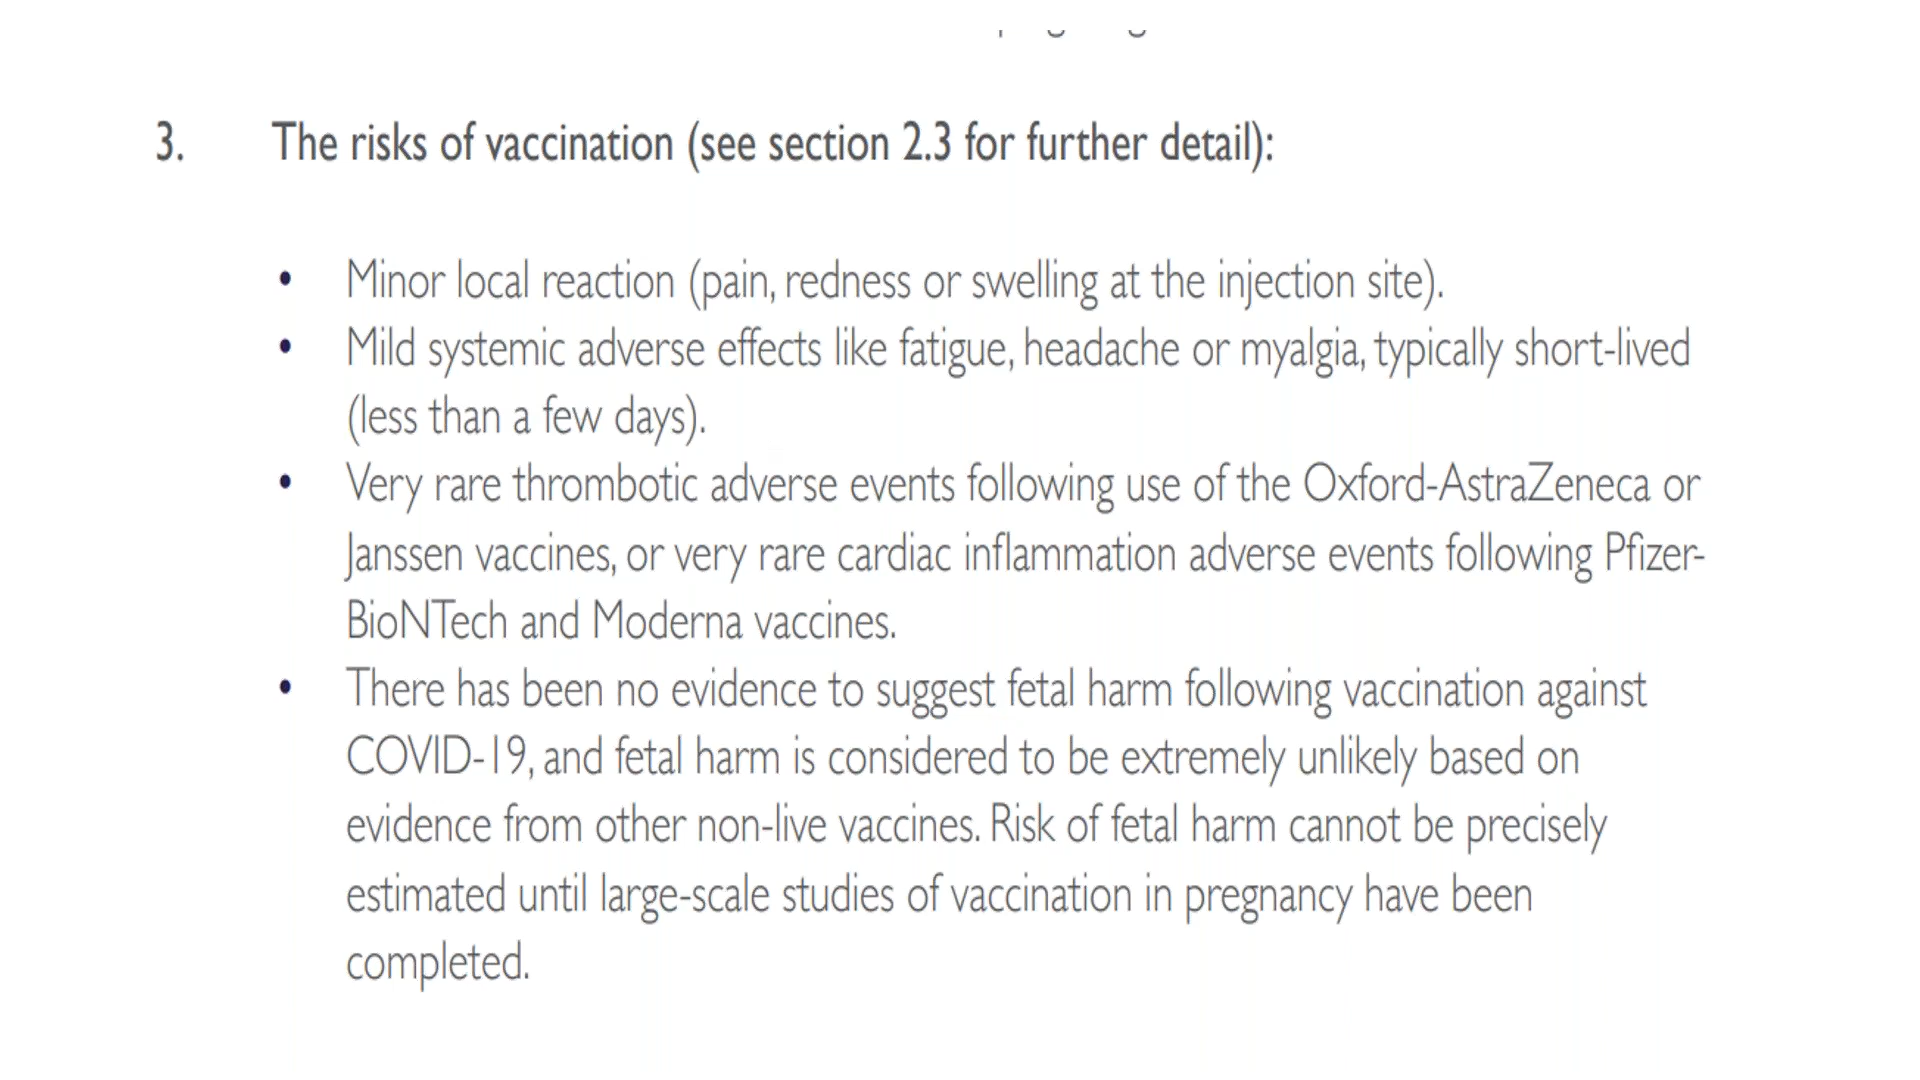 3. The risks of vaccination (see section 2.3 for further detail):
• Minor local reaction (pain, redness or swelling at the injection site).
• Mild systemic adverse effects like fatigue, headache or myalgia, typically short-lived
(less than a few days).
• Very rare thrombotic adverse events following use of the Oxford-AstraZeneca or
Janssen vaccines, or very rare cardiac inflammation adverse events following Pfizer-
BioNTech and Moderna vaccines.
• There has been no evidence to suggest fetal harm following vaccination against
COVID-19, and fetal harm is considered to be extremely unlikely based on
evidence from other non-live vaccines. Risk of fetal harm cannot be precisely
estimated until large-scale studies of vaccination in pregnancy have been
completed.